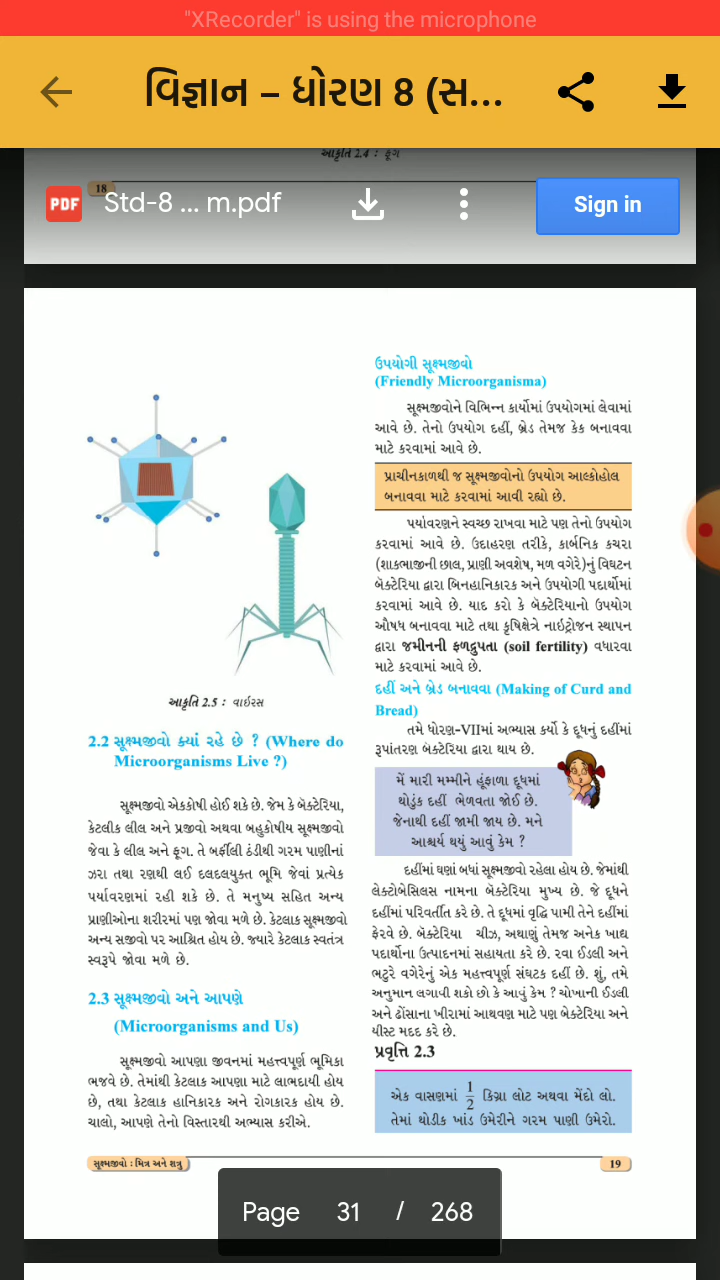 "XRecorder" is using the microphone
વિજ્ઞાન – ધોરણ 8 (સ...
આકૃતિ 2.4 : ફૂગ
18
PDF Std-8 ... m.pdf
Sign in
આકૃતિ 2.5 : વાઇરસ
2.2 સૂક્ષ્મજીવો ક્યાં રહે છે ? (Where do
Microorganisms Live ?)
સૂક્ષ્મજીવો એકકોષી હોઈ શકે છે. જેમ કે બૅક્ટેરિયા,
કેટલીક લીલ અને પ્રજીવો અથવા બહુકોષીય સૂક્ષ્મજીવો
જેવા કે લીલ અને ફૂગ. તે બર્ફીલી ઠંડીથી ગરમ પાણીનાં
ઝરા તથા રણથી લઈ દલદલયુક્ત ભૂમિ જેવાં પ્રત્યેક
પર્યાવરણમાં રહી શકે છે. તે મનુષ્ય સહિત અન્ય
પ્રાણીઓના શરીરમાં પણ જોવા મળે છે. કેટલાક સૂક્ષ્મજીવો
અન્ય સજીવો પર આશ્રિત હોય છે. જ્યારે કેટલાક સ્વતંત્ર
સ્વરૂપે જોવા મળે છે.
2.3 સૂક્ષ્મજીવો અને આપણે
(Microorganisms and Us)
સૂક્ષ્મજીવો આપણા જીવનમાં મહત્ત્વપૂર્ણ ભૂમિકા
ભજવે છે. તેમાંથી કેટલાક આપણા માટે લાભદાયી હોય
છે, તથા કેટલાક હાનિકારક અને રોગકારક હોય છે.
ચાલો, આપણે તેનો વિસ્તારથી અભ્યાસ કરીએ.
ઉપયોગી સૂક્ષ્મજીવો
(Friendly Microorganisma)
સૂક્ષ્મજીવોને વિભિન્ન કાર્યોમાં ઉપયોગમાં લેવામાં
આવે છે. તેનો ઉપયોગ દહીં, બ્રેડ તેમજ કેક બનાવવા
માટે કરવામાં આવે છે.
પ્રાચીનકાળથી જ સૂક્ષ્મજીવોનો ઉપયોગ આલ્કોહોલ
બનાવવા માટે કરવામાં આવી રહ્યો છે.
પર્યાવરણને સ્વચ્છ રાખવા માટે પણ તેનો ઉપયોગ
કરવામાં આવે છે. ઉદાહરણ તરીકે, કાર્બનિક કચરા
(શાકભાજીની છાલ, પ્રાણી અવશેષ, મળ વગેરે)નું વિઘટન
બૅક્ટેરિયા દ્વારા બિનહાનિકારક અને ઉપયોગી પદાર્થોમાં
કરવામાં આવે છે. યાદ કરો કે બૅક્ટેરિયાનો ઉપયોગ
ઔષધ બનાવવા માટે તથા કૃષિક્ષેત્રે નાઇટ્રોજન સ્થાપન
દ્વારા જમીનની ફળદ્રુપતા (soil fertility) વધારવા
માટે કરવામાં આવે છે.
દહીં અને બ્રેડ બનાવવા (Making of Curd and
Bread)
તમે ધોરણ-VIIમાં અભ્યાસ કર્યો કે દૂધનું દહીંમાં
રૂપાંતરણ બૅક્ટેરિયા દ્વારા થાય છે.
મેં મારી મમ્મીને હૂંફાળા દૂધમાં
થોડુંક દહીં ભેળવતા જોઈ છે.
જેનાથી દહીં જામી જાય છે. મને
આશ્ચર્ય થયું આવું કેમ ?
દહીંમાં ઘણાં બધાં સૂક્ષ્મજીવો રહેલા હોય છે. જેમાંથી
લેક્ટોબેસિલસ નામના બૅક્ટેરિયા મુખ્ય છે. જે દૂધને
દહીંમાં પરિવર્તીત કરે છે. તે દૂધમાં વૃદ્ધિ પામી તેને દહીંમાં
ફેરવે છે. બૅક્ટેરિયા ચીઝ, અથાણું તેમજ અનેક ખાદ્ય
પદાર્થોના ઉત્પાદનમાં સહાયતા કરે છે. રવા ઈડલી અને
ભટુરે વગેરેનું એક મહત્ત્વપૂર્ણ સંઘટક દહીં છે. શું, તમે
અનુમાન લગાવી શકો છો કે આવું કેમ ? ચોખાની ઈડલી
અને ઢોંસાના ખીરામાં આથવણ માટે પણ બેક્ટેરિયા અને
યીસ્ટ મદદ કરે છે.
પ્રવૃત્તિ 2.3
એક વાસણમાં 1/2 કિગ્રા લોટ અથવા મેંદો લો.
તેમાં થોડીક ખાંડ ઉમેરીને ગરમ પાણી ઉમેરો.
સૂક્ષ્મજીવો : મિત્ર અને શત્રુ
19
Page 31 / 268